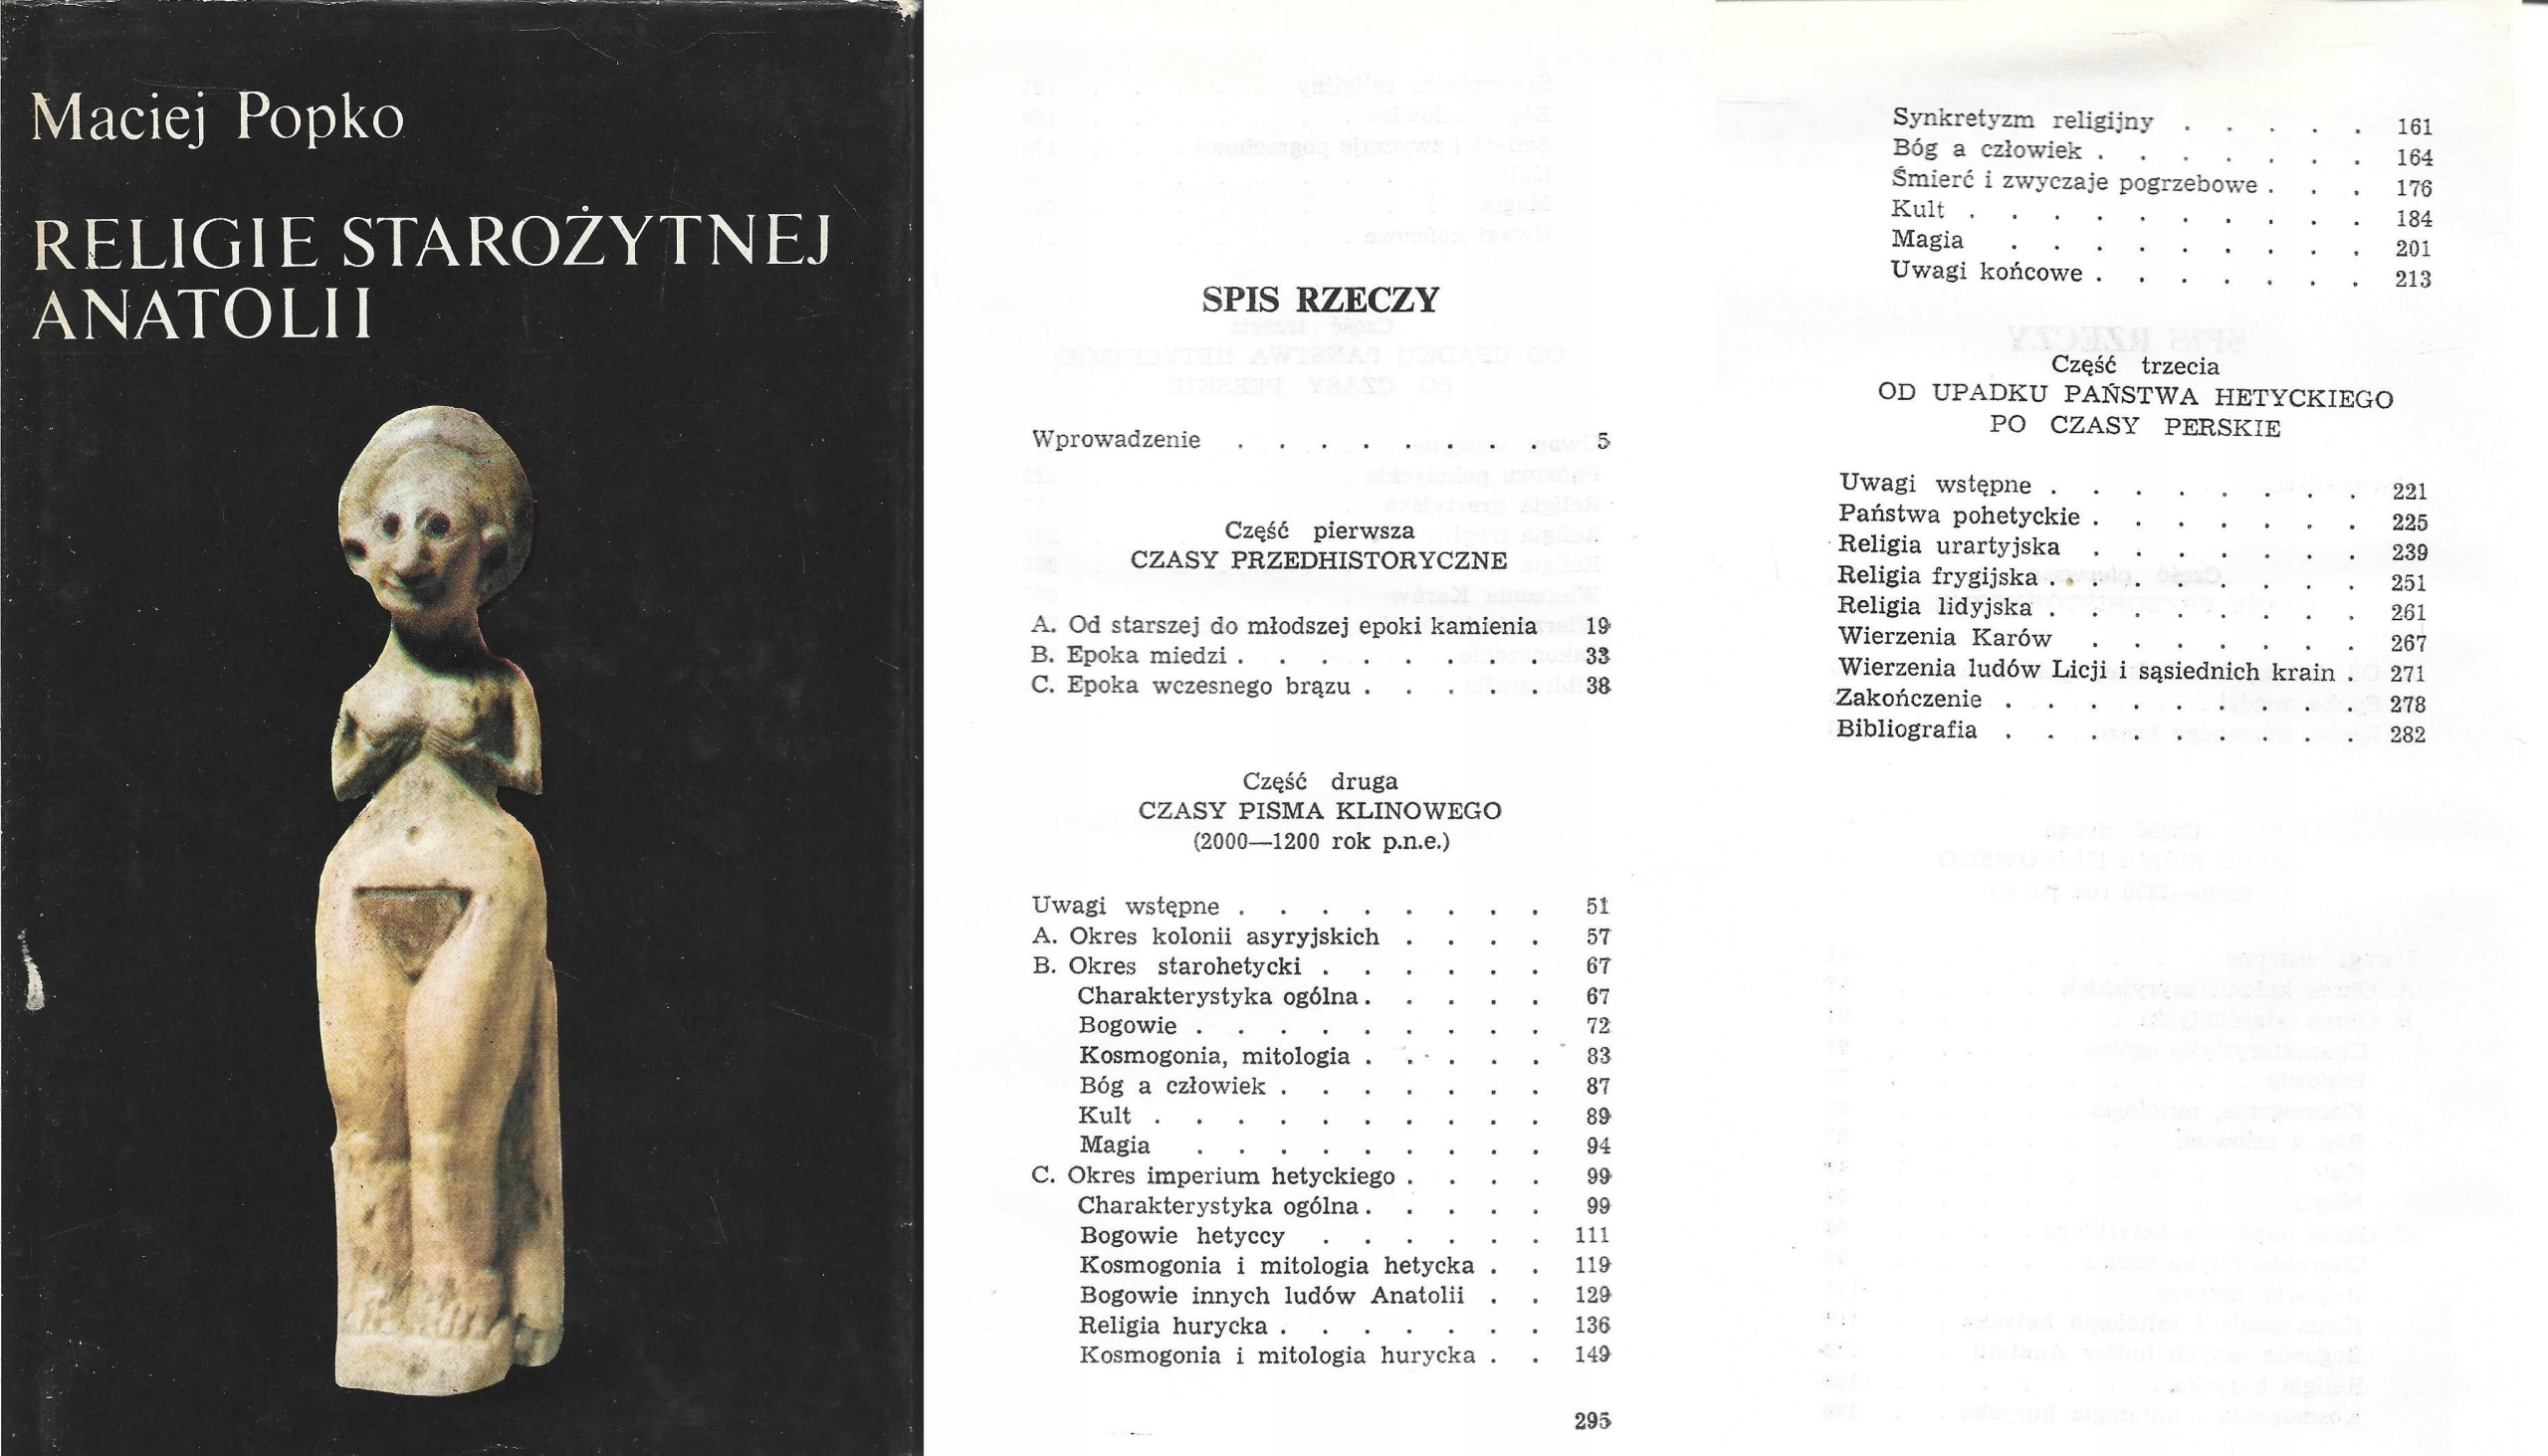 Maciej Popko
RELIGIE STAROŻYTNEJ
ANATOLII
SPIS RZECZY
Wprowadzenie . . . . . . . 5
Część pierwsza
CZASY PRZEDHISTORYCZNE
A. Od starszej do młodszej epoki kamienia 19
B. Epoka miedzi . . . . . . . . 33
C. Epoka wczesnego brązu . . . . . 38
Część druga
CZASY PISMA KLINOWEGO
(2000—1200 rok p.n.e.)
Uwagi wstępne . . . . . . . . 51
A. Okres kolonii asyryjskich . . . . 57
B. Okres starohetycki . . . . . . 67
Charakterystyka ogólna . . . . . 67
Bogowie . . . . . . . . . 72
Kosmogonia, mitologia . . . . . 83
Bóg a człowiek . . . . . . . 87
Kult . . . . . . . . . . 89
Magia . . . . . . . . . 94
C. Okres imperium hetyckiego . . . . 99
Charakterystyka ogólna . . . . . 99
Bogowie hetyccy . . . . . . 111
Kosmogonia i mitologia hetycka . . 119
Bogowie innych ludów Anatolii . . 129
Religia hurycka . . . . . . . 136
Kosmogonia i mitologia hurycka . . 149
295
Synkretyzm religijny . . . . . 161
Bóg a człowiek . . . . . . . 164
Śmierć i zwyczaje pogrzebowe . . . 176
Kult . . . . . . . . . . 184
Magia . . . . . . . . . 201
Uwagi końcowe . . . . . . . 213
Część trzecia
OD UPADKU PAŃSTWA HETYCKIEGO
PO CZASY PERSKIE
Uwagi wstępne . . . . . . . . 221
Państwa pohetyckie . . . . . . . 225
Religia urartyjska . . . . . . . 239
Religia frygijska . . . . . . . . 251
Religia lidyjska . . . . . . . . 261
Wierzenia Karów . . . . . . . 267
Wierzenia ludów Licji i sąsiednich krain . 271
Zakończenie . . . . . . . . . 278
Bibliografia . . . . . . . . . 282